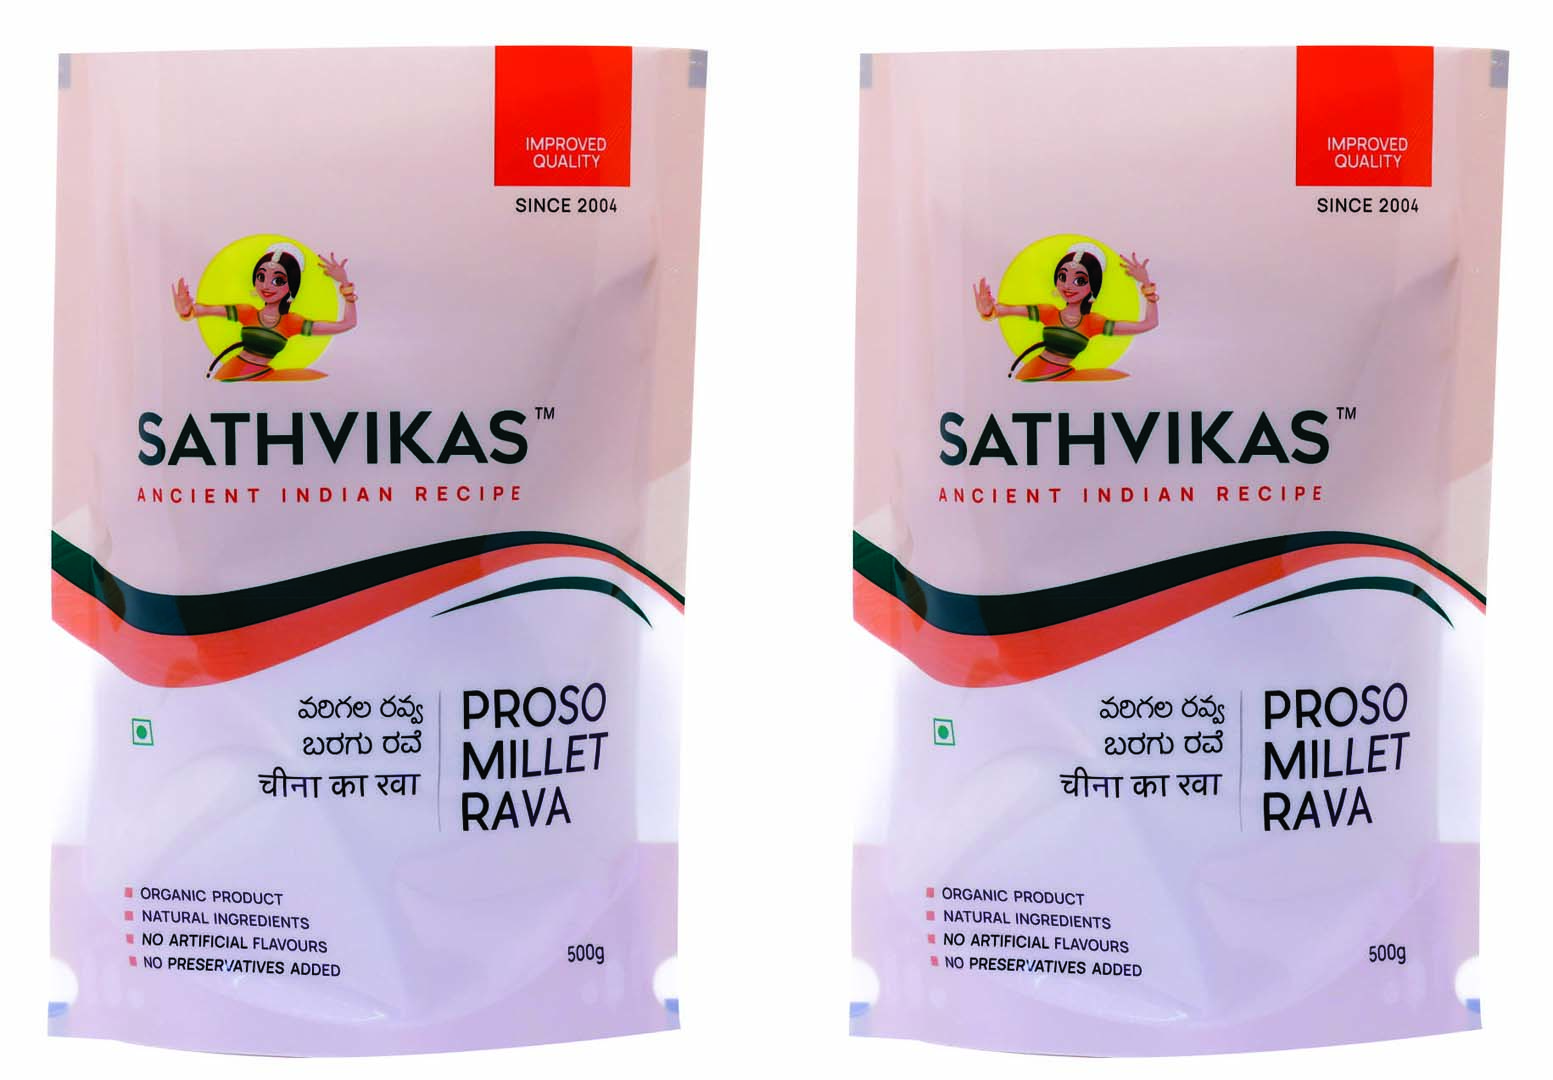 IMPROVED
QUALITY
SINCE 2004
SATHVIKAS™
ANCIENT INDIAN RECIPE
వరిగల రవ్వ
ಬರಗು ರವೆ
चीना का रवा
PROSO
MILLET
RAVA
ORGANIC PRODUCT
NATURAL INGREDIENTS
NO ARTIFICIAL FLAVOURS
NO PRESERVATIVES ADDED
500g
IMPROVED
QUALITY
SINCE 2004
SATHVIKAS™
ANCIENT INDIAN RECIPE
వరిగల రవ్వ
ಬರಗು ರವೆ
चीना का रवा
PROSO
MILLET
RAVA
ORGANIC PRODUCT
NATURAL INGREDIENTS
NO ARTIFICIAL FLAVOURS
NO PRESERVATIVES ADDED
500g